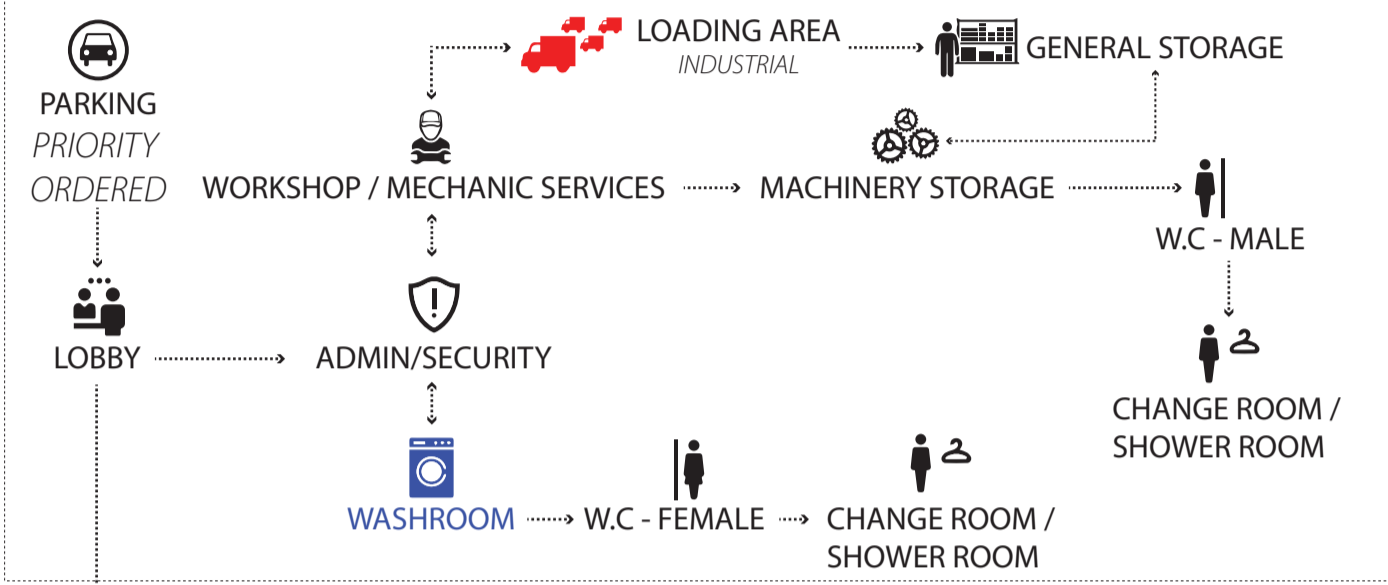 LOADING AREA
INDUSTRIAL
GENERAL STORAGE
PARKING
PRIORITY
ORDERED
WORKSHOP / MECHANIC SERVICES
MACHINERY STORAGE
W.C - MALE
LOBBY
ADMIN/SECURITY
CHANGE ROOM /
SHOWER ROOM
WASHROOM
W.C - FEMALE
CHANGE ROOM /
SHOWER ROOM